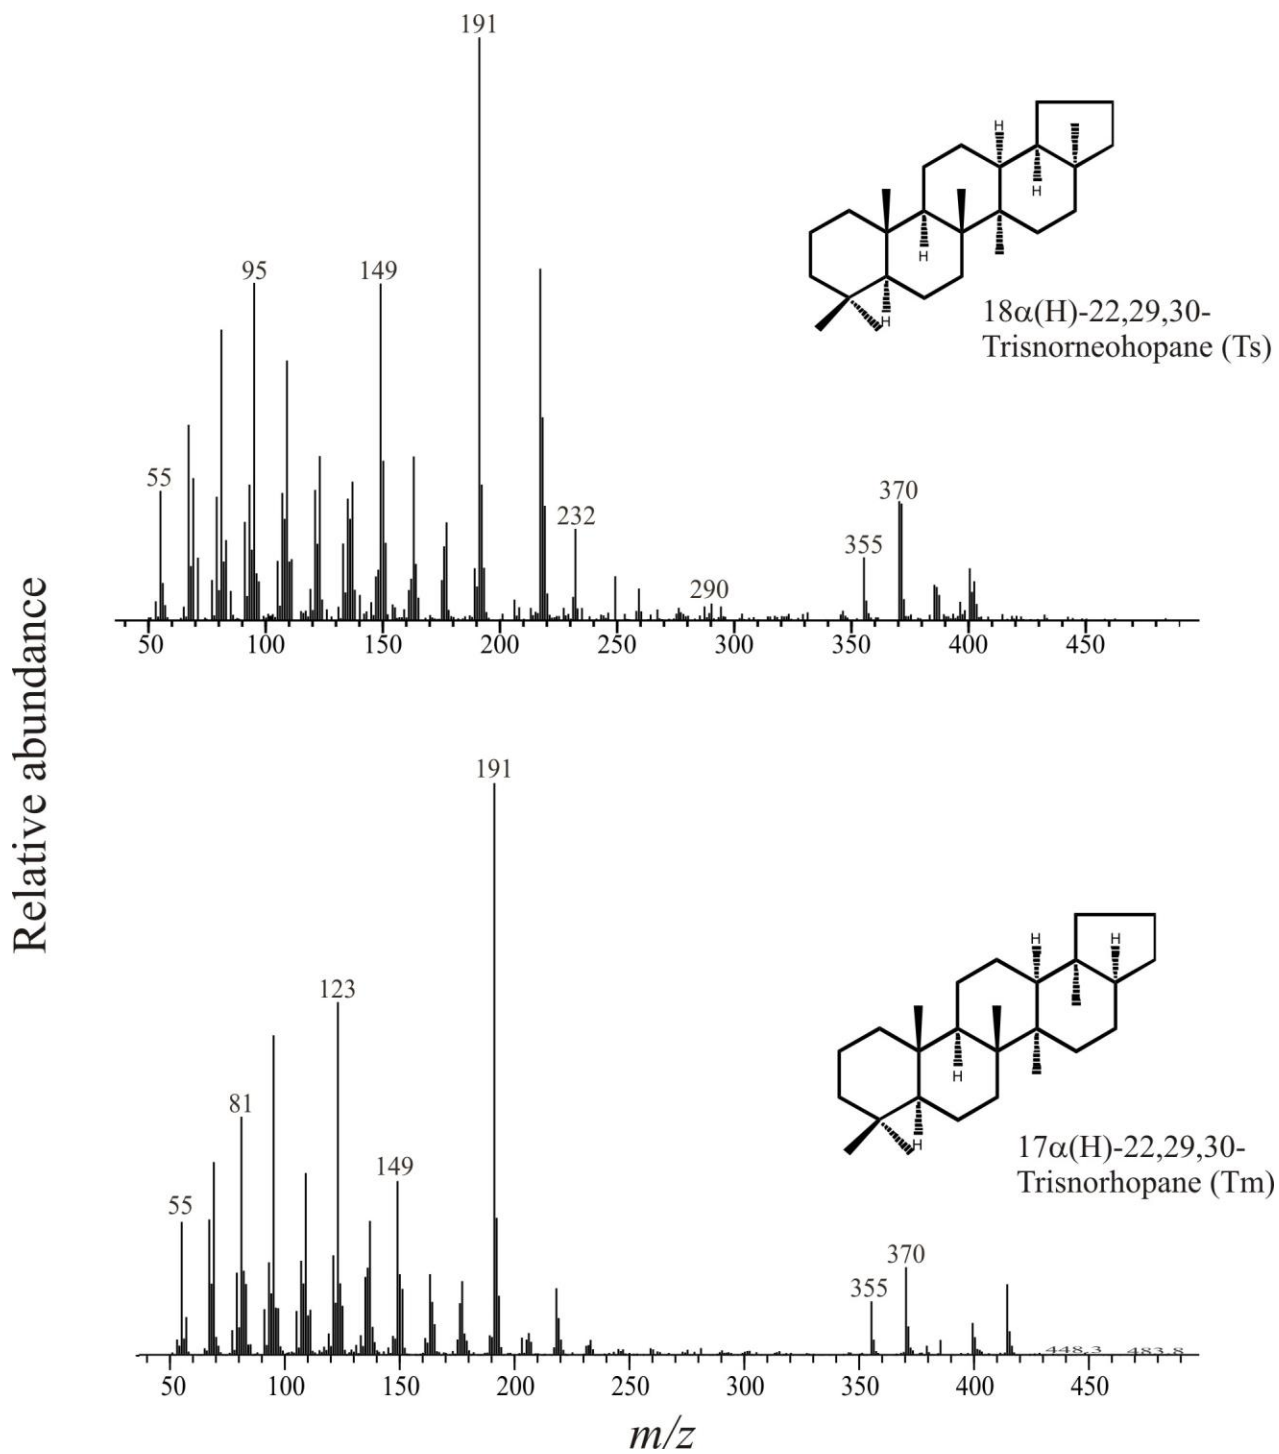 Relative abundance
191
95
149
55
232
290
355
370
H
H
H
H
18α(H)-22,29,30-
Trisnorneohopane (Ts)
50 100 150 200 250 300 350 400 450
191
123
81
149
55
355
370
448.3
483.8
H
H
H
H
17α(H)-22,29,30-
Trisnorhopane (Tm)
50 100 150 200 250 300 350 400 450
m/z